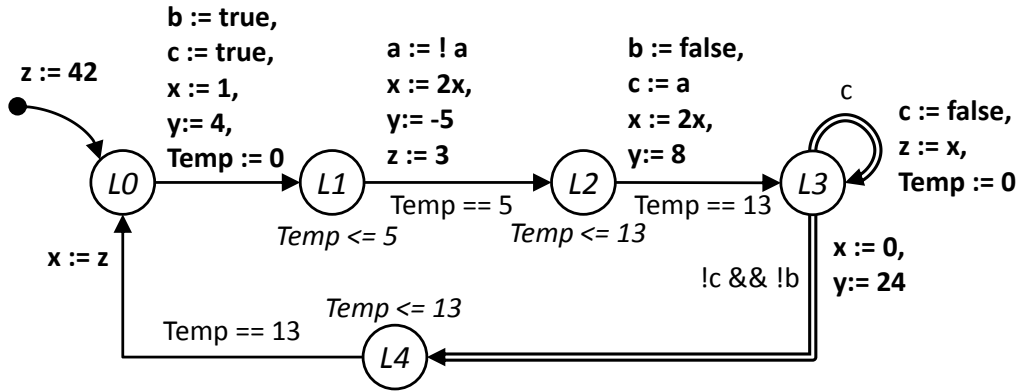 z := 42
b := true,
c := true,
x := 1,
y:= 4,
Temp := 0
a := ! a
x := 2x,
y:= -5
z := 3
b := false,
c := a
x := 2x,
y:= 8
c
c := false,
z := x,
Temp := 0
L0
L1
L2
L3
Temp == 5
Temp == 13
Temp <= 5
Temp <= 13
x := z
!c && !b
x := 0,
y:= 24
Temp <= 13
Temp == 13
L4